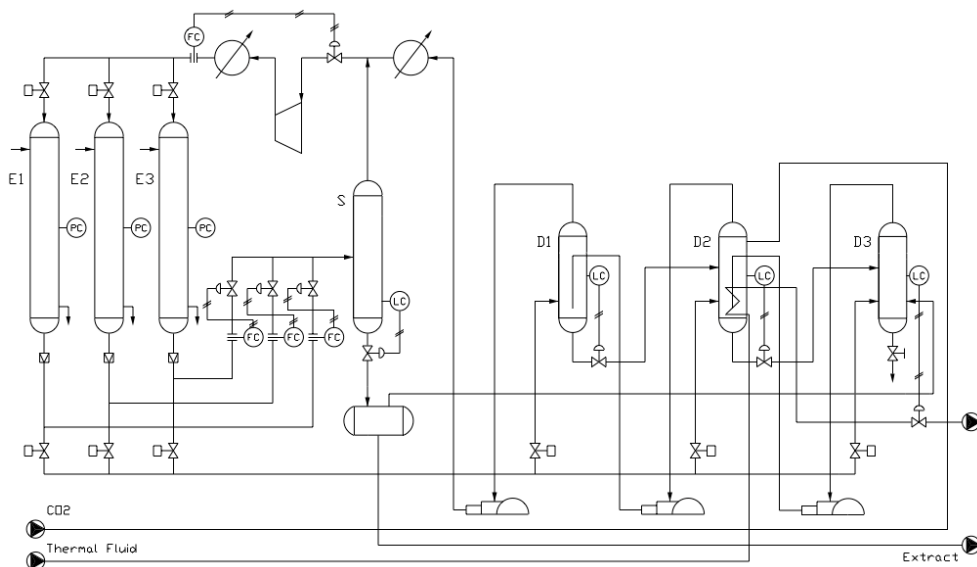 FC
E1
E2
E3
PC
PC
PC
S
D1
D2
D3
LC
LC
LC
LC
FC
FC
FC
CO2
Thermal Fluid
Extract